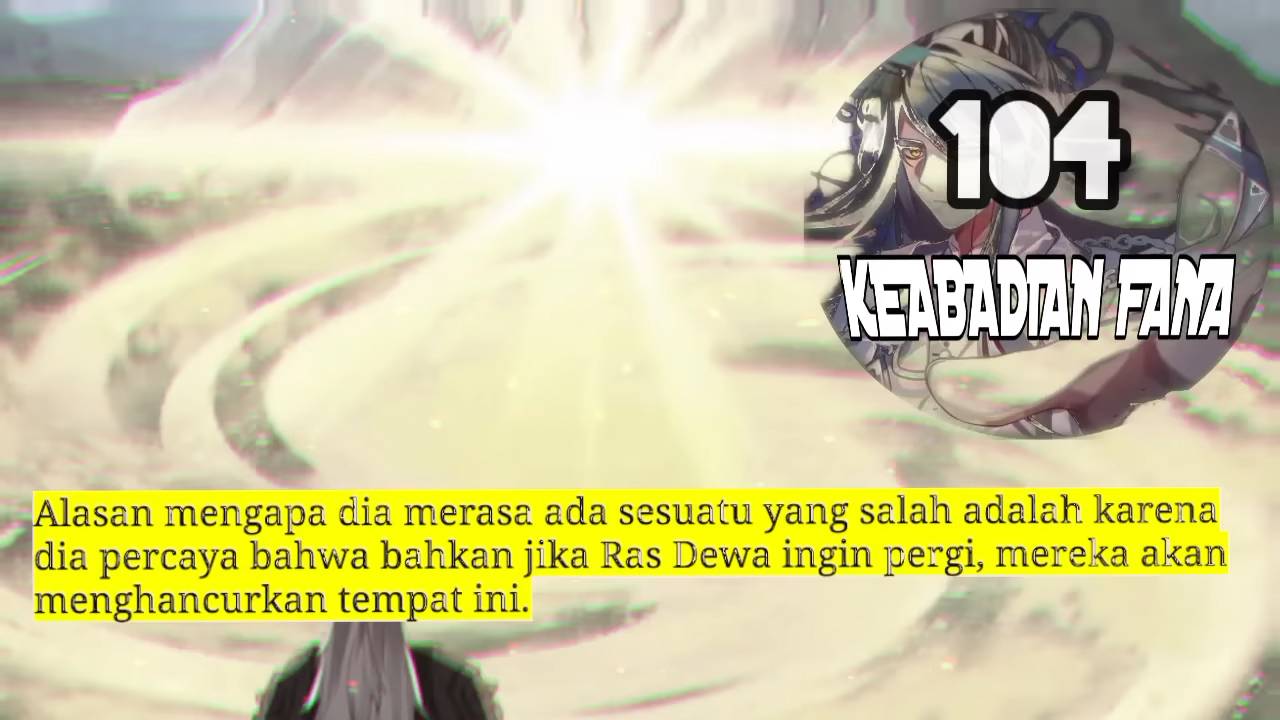 104
KEABADIAN FANA
Alasan mengapa dia merasa ada sesuatu yang salah adalah karena
dia percaya bahwa bahkan jika Ras Dewa ingin pergi, mereka akan
menghancurkan tempat ini.